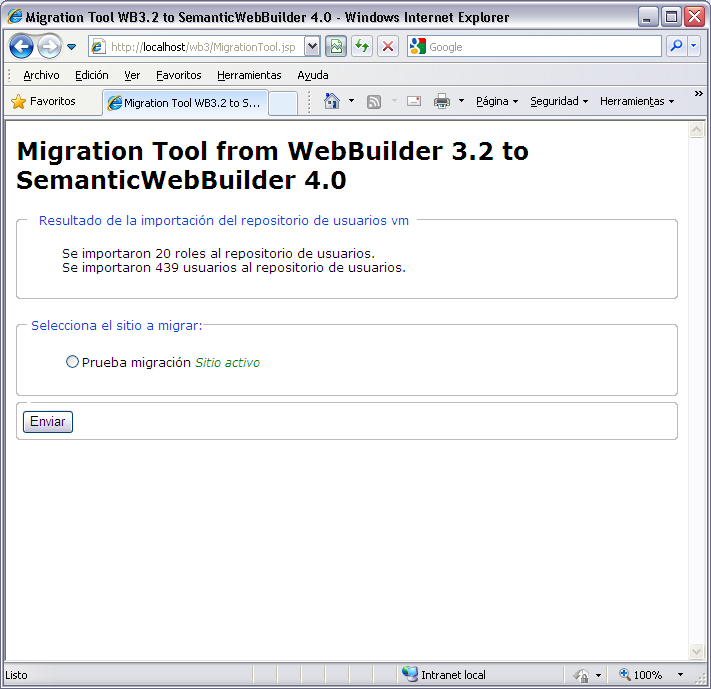 Migration Tool WB3.2 to SemanticWebBuilder 4.0 - Windows Internet Explorer
http://localhost/wb3/MigrationTool.jsp
Google
Archivo Edición Ver Favoritos Herramientas Ayuda
Favoritos Migration Tool WB3.2 to S... Página Seguridad Herramientas »
Migration Tool from WebBuilder 3.2 to
SemanticWebBuilder 4.0
Resultado de la importación del repositorio de usuarios vm
Se importaron 20 roles al repositorio de usuarios.
Se importaron 439 usuarios al repositorio de usuarios.
Selecciona el sitio a migrar:
Prueba migración Sitio activo
Enviar
Listo Intranet local 100%